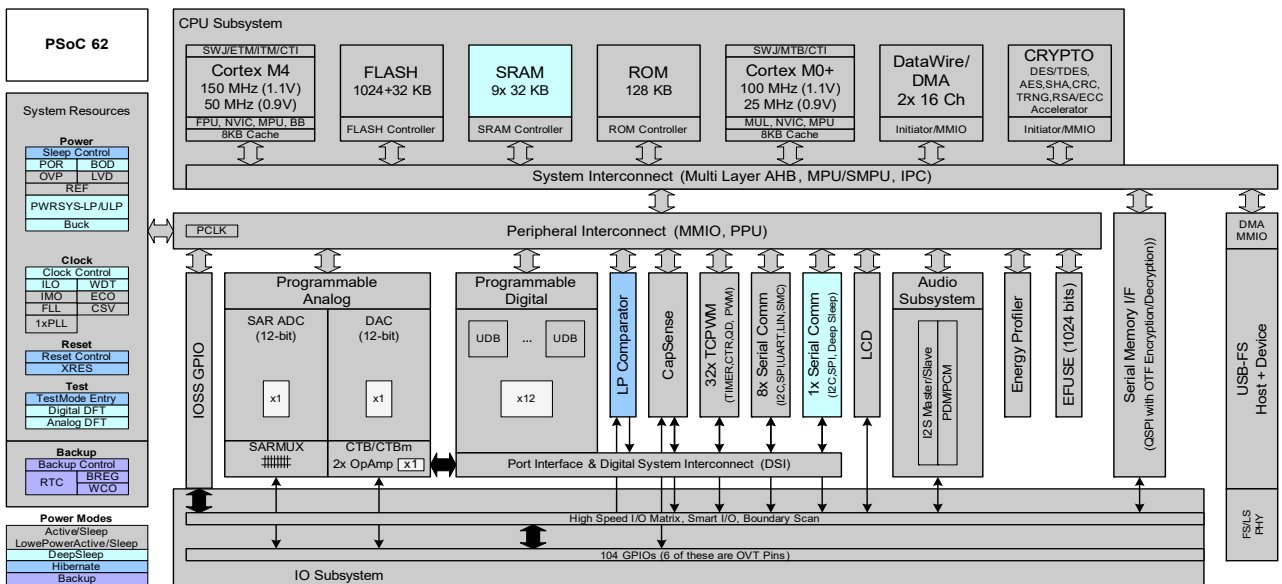 PSoC 62
System Resources
Power
Sleep Control
POR BOD
OVP LVD
REF
PWRSYS-LP/ULP
Buck
Clock
Clock Control
ILO WDT
IMO ECO
FLL CSV
1xPLL
Reset
Reset Control
XRES
Test
TestMode Entry
Digital DFT
Analog DFT
Backup
Backup Control
RTC BREG
WCO
Power Modes
Active/Sleep
LowePowerActive/Sleep
DeepSleep
Hibernate
Backup
CPU Subsystem
SWJ/ETM/ITM/CTI
Cortex M4
150 MHz (1.1V)
50 MHz (0.9V)
FPU, NVIC, MPU, BB
8KB Cache
FLASH
1024+32 KB
FLASH Controller
SRAM
9x 32 KB
SRAM Controller
ROM
128 KB
ROM Controller
SWJ/MTB/CTI
Cortex M0+
100 MHz (1.1V)
25 MHz (0.9V)
MUL, NVIC, MPU
8KB Cache
DataWire/
DMA
2x 16 Ch
Initiator/MMIO
CRYPTO
DES/TDES,
AES,SHA,CRC,
TRNG,RSA/ECC
Accelerator
Initiator/MMIO
System Interconnect (Multi Layer AHB, MPU/SMPU, IPC)
PCLK
Peripheral Interconnect (MMIO, PPU)
IOSS GPIO
Programmable
Analog
SAR ADC
(12-bit)
x1
DAC
(12-bit)
x1
SARMUX
CTB/CTBm
2x OpAmp x1
Programmable
Digital
UDB ... UDB
x12
LP Comparator
CapSense
32x TCPWM
(TIMER,CTR,QD, PWM)
8x Serial Comm
(I2C,SPI,UART,LIN,SMC)
1x Serial Comm
(I2C,SPI, Deep Sleep)
LCD
Audio
Subsystem
I2S Master/Slave
PDM/PCM
Energy Profiler
EFUSE (1024 bits)
Serial Memory I/F
(QSPI with OTF Encryption/Decryption))
DMA
MMIO
USB-FS
Host + Device
FS/LS
PHY
Port Interface & Digital System Interconnect (DSI)
High Speed I/O Matrix, Smart I/O, Boundary Scan
104 GPIOs (6 of these are OVT Pins)
IO Subsystem